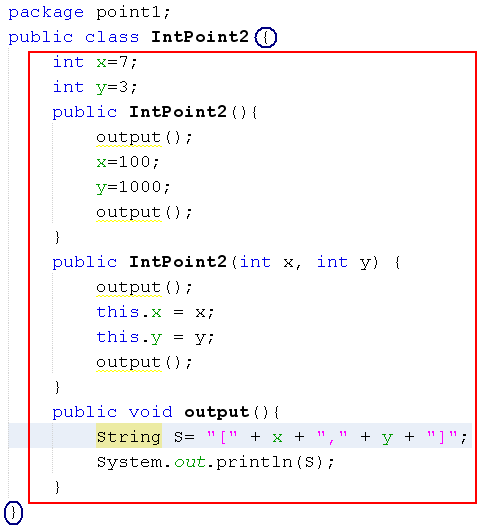 package point1;
public class IntPoint2 {
int x=7;
int y=3;
public IntPoint2(){
output();
x=100;
y=1000;
output();
}
public IntPoint2(int x, int y) {
output();
this.x = x;
this.y = y;
output();
}
public void output(){
String S= "[" + x + "," + y + "]";
System.out.println(S);
}
}